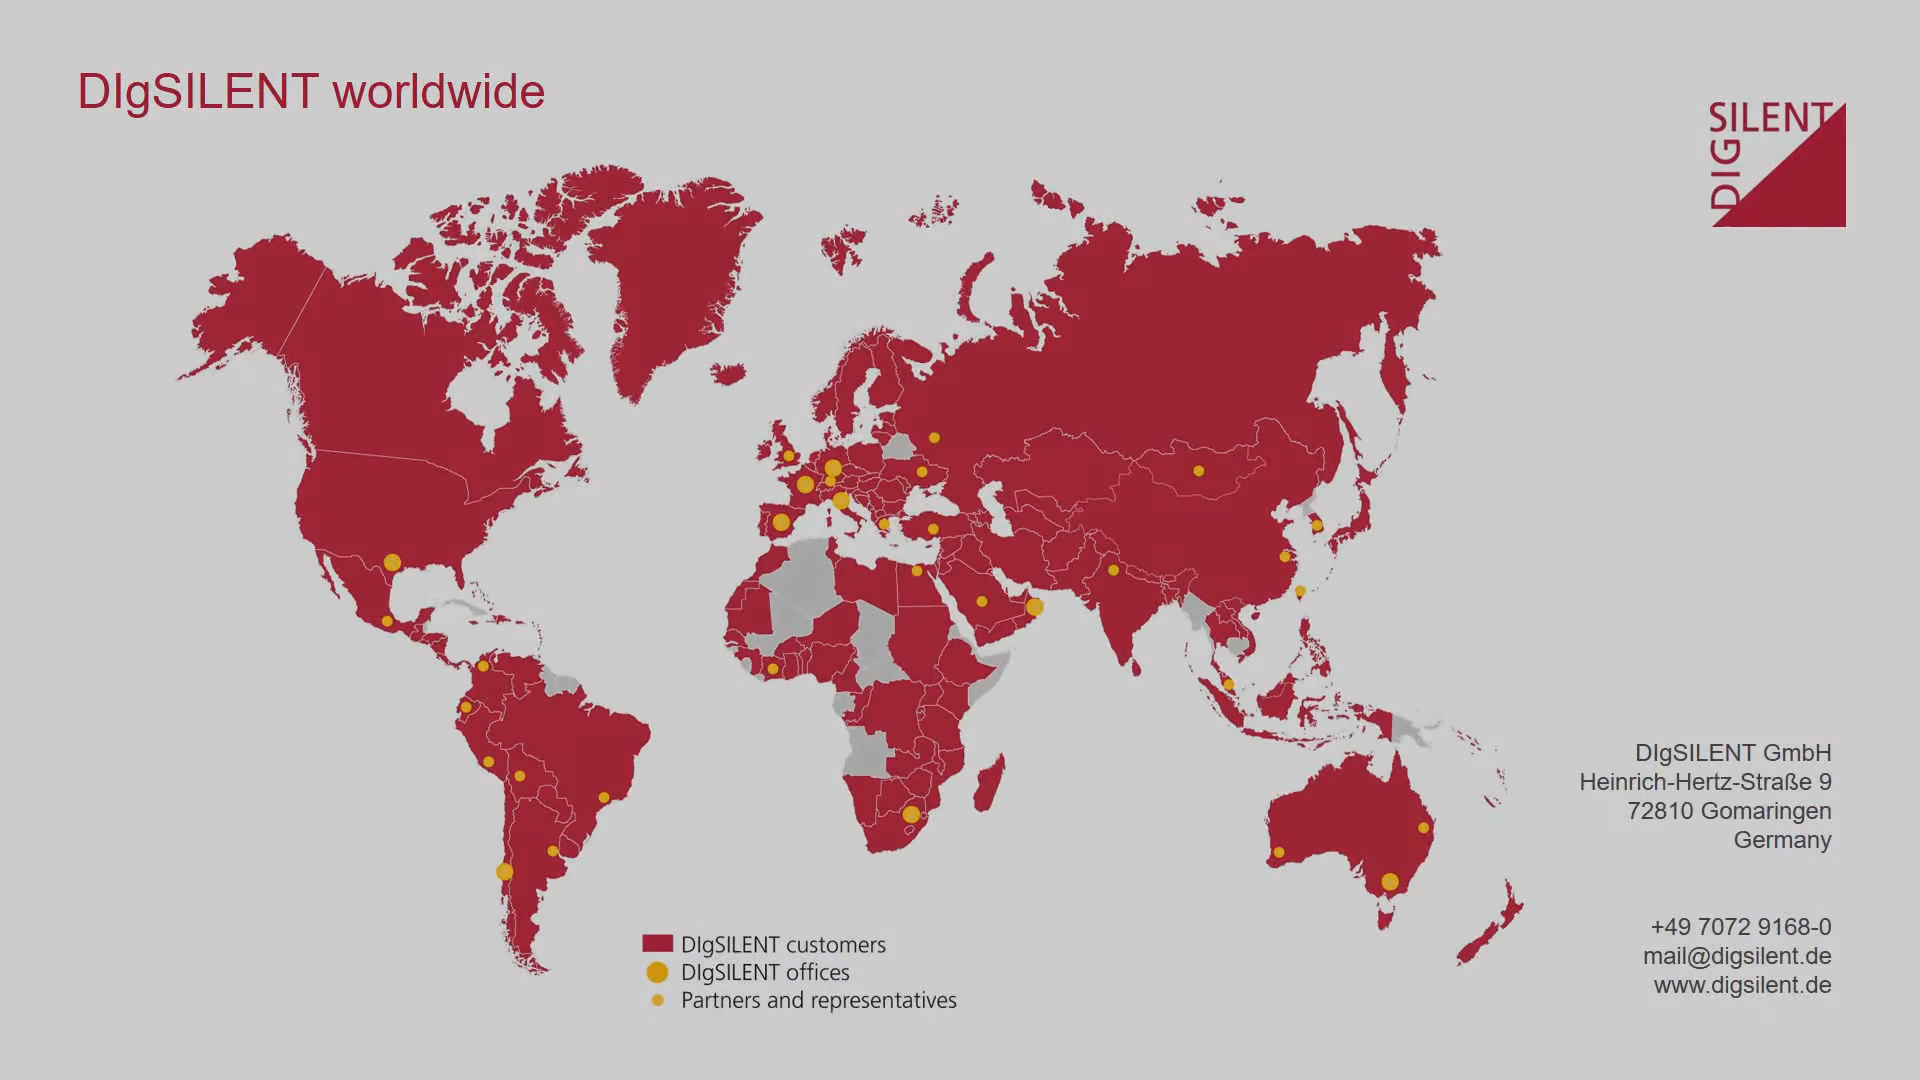 DIgSILENT worldwide
SILENT
DIG
DIgSILENT GmbH
Heinrich-Hertz-Straße 9
72810 Gomaringen
Germany
+49 7072 9168-0
mail@digsilent.de
www.digsilent.de
DIgSILENT customers
DIgSILENT offices
Partners and representatives